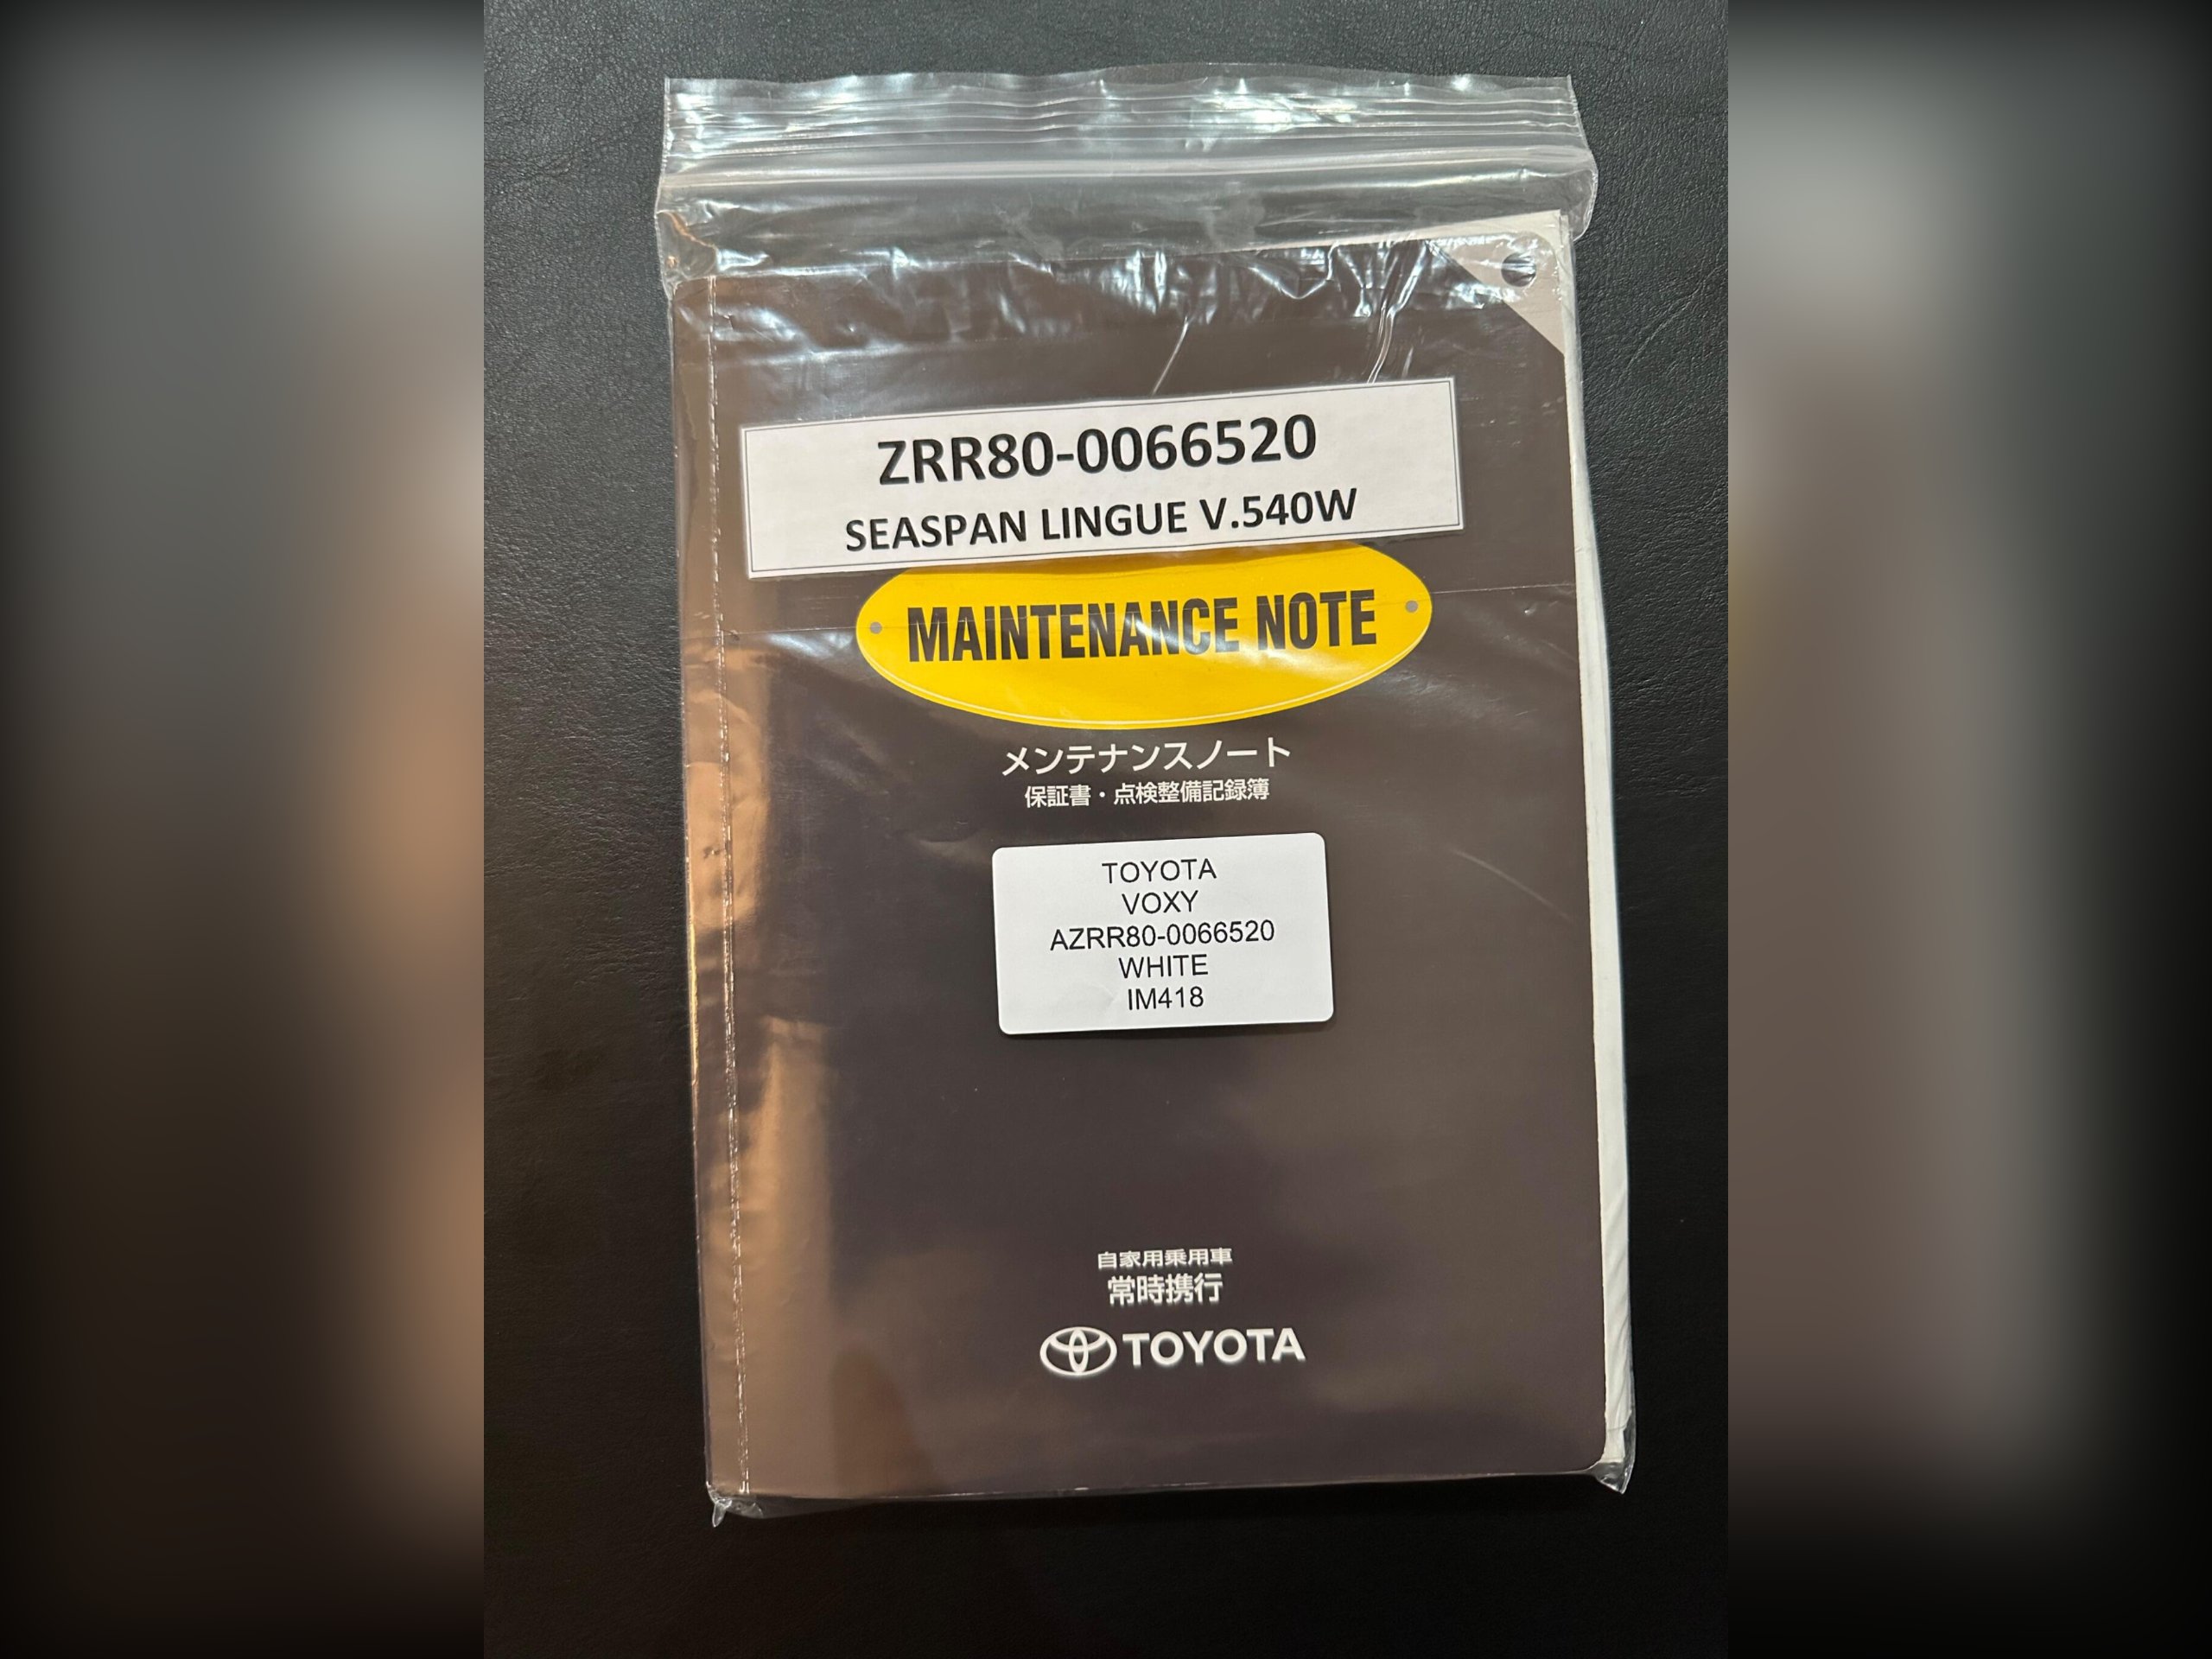 ZRR80-0066520
SEASPAN LINGUE V.540W
MAINTENANCE NOTE
メンテナンスノート
保証書・点検整備記録簿
TOYOTA
VOXY
AZRR80-0066520
WHITE
IM418
自家用乗用車
常時携行
TOYOTA